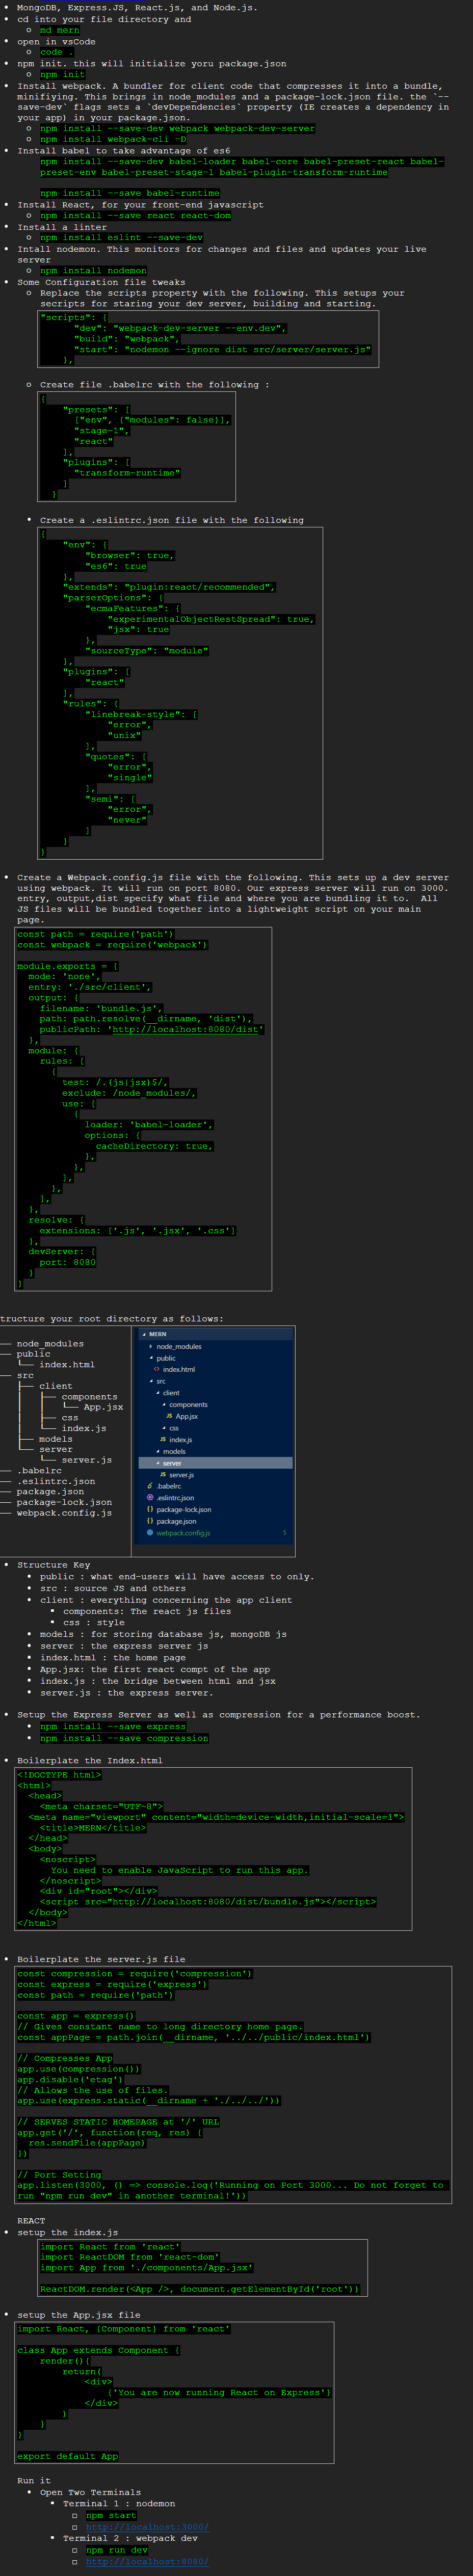 MongoDB, Express.JS, React.js, and Node.js.
cd into your file directory and
md mern
open in vsCode
code .
npm init. this will initialize yoru package.json
npm init
Install webpack. A bundler for client code that compresses it into a bundle,
minifiying. This brings in node_modules and a package-lock.json file. the `--
save-dev` flags sets a `devDependencies` property (IE creates a dependency in
your app) in your package.json.
npm install --save-dev webpack webpack-dev-server
npm install webpack-cli -D
Install babel to take advantage of es6
npm install --save-dev babel-loader babel-core babel-preset-react babel-
preset-env babel-preset-stage-1 babel-plugin-transform-runtime
npm install --save babel-runtime
Install React, for your front-end javascript
npm install --save react react-dom
Install a linter
npm install eslint --save-dev
Intall nodemon. This monitors for changes and files and updates your live
server
npm install nodemon
Some Configuration file tweaks
Replace the scripts property with the following. This setups your
secripts for staring your dev server, building and starting.
"scripts": {
"dev": "webpack-dev-server --env.dev",
"build": "webpack",
"start": "nodemon --ignore dist src/server/server.js"
},
Create file .babelrc with the following :
{
"presets": [
["env", {"modules": false}],
"stage-1",
"react"
],
"plugins": [
"transform-runtime"
]
}
Create a .eslintrc.json file with the following
{
"env": {
"browser": true,
"es6": true
},
"extends": "plugin:react/recommended",
"parserOptions": {
"ecmaFeatures": {
"experimentalObjectRestSpread": true,
"jsx": true
},
"sourceType": "module"
},
"plugins": [
"react"
],
"rules": {
"linebreak-style": [
"error",
"unix"
],
"quotes": [
"error",
"single"
],
"semi": [
"error",
"never"
]
}
}
Create a Webpack.config.js file with the following. This sets up a dev server
using webpack. It will run on port 8080. Our express server will run on 3000.
entry, output,dist specify what file and where you are bundling it to. All
JS files will be bundled together into a lightweight script on your main
page.
const path = require('path')
const webpack = require('webpack')
module.exports = {
mode: 'none',
entry: './src/client',
output: {
filename: 'bundle.js',
path: path.resolve(__dirname, 'dist'),
publicPath: 'http://localhost:8080/dist'
},
module: {
rules: [
{
test: /.(js|jsx)$/,
exclude: /node_modules/,
use: [
{
loader: 'babel-loader',
options: {
cacheDirectory: true,
},
},
],
},
],
},
resolve: {
extensions: ['.js', '.jsx', '.css']
},
devServer: {
port: 8080
}
}
tructure your root directory as follows:
── node_modules
── public
└── index.html
── src
├── client
│ ├── components
│ │ └── App.jsx
│ ├── css
│ └── index.js
├── models
└── server
└── server.js
── .babelrc
── .eslintrc.json
── package.json
── package-lock.json
── webpack.config.js
MERN
node_modules
public
<> index.html
src
client
components
JS App.jsx
css
JS index.js
models
server
JS server.js
.babelrc
.eslintrc.json
{} package-lock.json
{} package.json
webpack.config.js 5
Structure Key
public : what end-users will have access to only.
src : source JS and others
client : everything concerning the app client
components: The react js files
css : style
models : for storing database js, mongoDB js
server : the express server js
index.html : the home page
App.jsx: the first react compt of the app
index.js : the bridge between html and jsx
server.js : the express server.
Setup the Express Server as well as compression for a performance boost.
npm install --save express
npm install --save compression
Boilerplate the Index.html
<!DOCTYPE html>
<html>
<head>
<meta charset="UTF-8">
<meta name="viewport" content="width=device-width,initial-scale=1">
<title>MERN</title>
</head>
<body>
<noscript>
You need to enable JavaScript to run this app.
</noscript>
<div id="root"></div>
<script src="http://localhost:8080/dist/bundle.js"></script>
</body>
</html>
Boilerplate the server.js file
const compression = require('compression')
const express = require('express')
const path = require('path')
const app = express()
// Gives constant name to long directory home page.
const appPage = path.join(__dirname, '../../public/index.html')
// Compresses App
app.use(compression())
app.disable('etag')
// Allows the use of files.
app.use(express.static(__dirname + './../../'))
// SERVES STATIC HOMEPAGE at '/' URL
app.get('/', function(req, res) {
res.sendFile(appPage)
})
// Port Setting
app.listen(3000, () => console.log('Running on Port 3000... Do not forget to
run "npm run dev" in another terminal!'))
REACT
setup the index.js
import React from 'react'
import ReactDOM from 'react-dom'
import App from './components/App.jsx'
ReactDOM.render(<App />, document.getElementById('root'))
setup the App.jsx file
import React, {Component} from 'react'
class App extends Component {
render(){
return(
<div>
{'You are now running React on Express'}
</div>
)
}
}
export default App
Run it
Open Two Terminals
Terminal 1 : nodemon
npm start
http://localhost:3000/
Terminal 2 : webpack dev
npm run dev
http://localhost:8080/